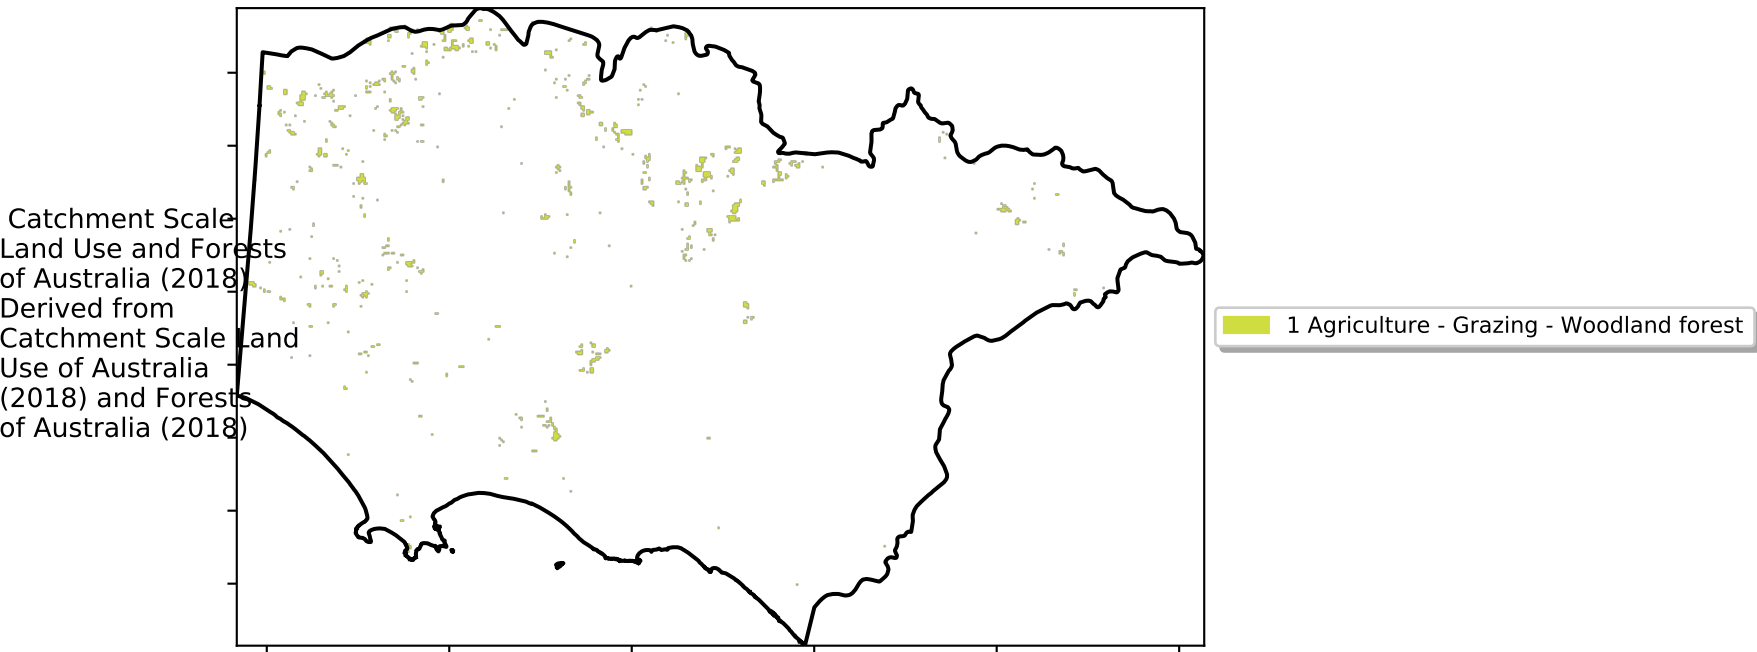 Catchment Scale
Land Use and Forests
of Australia (2018)
Derived from
Catchment Scale Land
Use of Australia
(2018) and Forests
of Australia (2018)
1 Agriculture - Grazing - Woodland forest